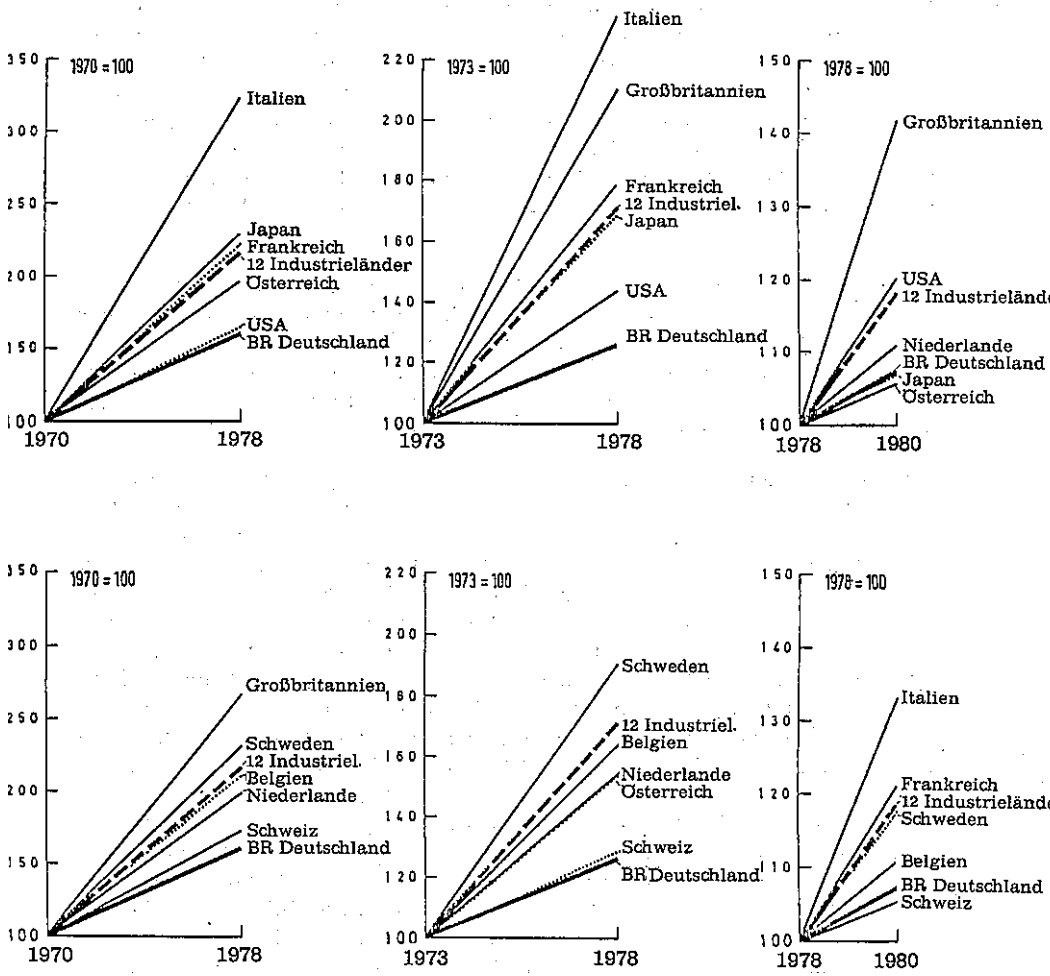 1970 = 100
350
300
250
200
150
100
Italien
Japan
Frankreich
12 Industrieländer
Österreich
USA
BR Deutschland
1970
1978
1973 = 100
220
200
180
160
140
120
100
Italien
Großbritannien
Frankreich
12 Industriel.
Japan
USA
BR Deutschland
1973
1978
1978 = 100
150
140
130
120
110
100
Großbritannien
USA
12 Industrielände
Niederlande
BR Deutschland
Japan
Österreich
1978
1980
1970 = 100
350
300
250
200
150
100
Großbritannien
Schweden
12 Industriel.
Belgien
Niederlande
Schweiz
BR Deutschland
1970
1978
1973 = 100
220
200
180
160
140
120
100
Schweden
12 Industriel.
Belgien
Niederlande
Österreich
Schweiz
BR Deutschland
1973
1978
1978 = 100
150
140
130
120
110
100
Italien
Frankreich
12 Industrielände
Schweden
Belgien
BR Deutschland
Schweiz
1978
1980